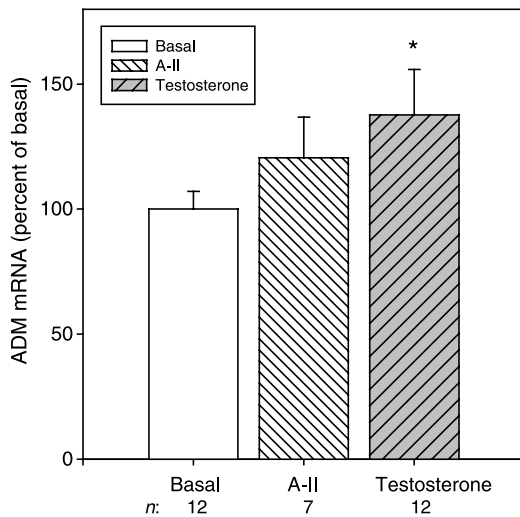 ADM mRNA (percent of basal)
150
100
50
0
Basal
A-II
Testosterone
*
Basal A-II Testosterone
n: 12 7 12